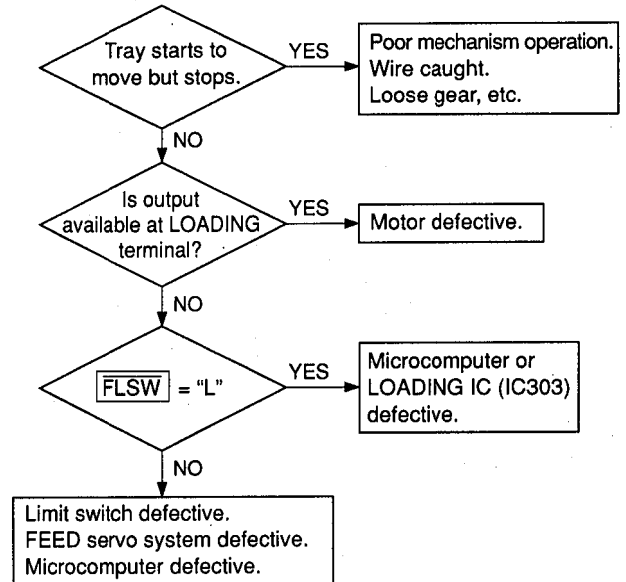 Tray starts to
move but stops.
YES
Poor mechanism operation.
Wire caught.
Loose gear, etc.
NO
Is output
available at LOADING
terminal?
YES
Motor defective.
NO
FLSW = “L”
YES
Microcomputer or
LOADING IC (IC303)
defective.
NO
Limit switch defective.
FEED servo system defective.
Microcomputer defective.